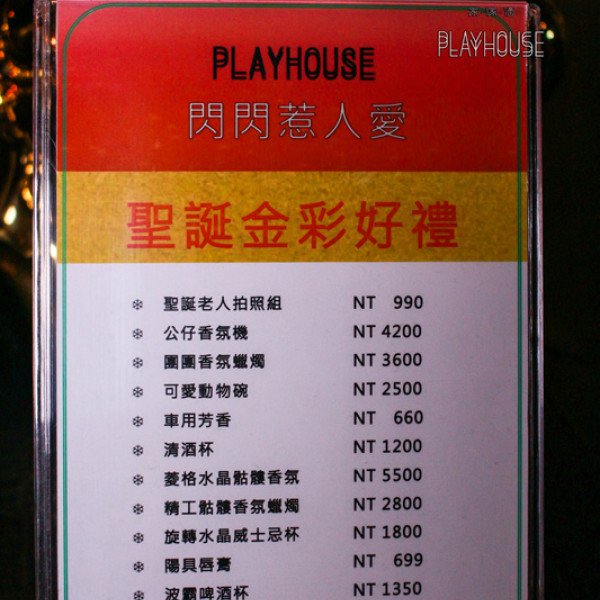 PLAYHOUSE
PLAYHOUSE
閃閃惹人愛
聖誕金彩好禮
❄ 聖誕老人拍照組 NT 990
❄ 公仔香氛機 NT 4200
❄ 團團香氛蠟燭 NT 3600
❄ 可愛動物碗 NT 2500
❄ 車用芳香 NT 660
❄ 清酒杯 NT 1200
❄ 菱格水晶骷髏香氛 NT 5500
❄ 精工骷髏香氛蠟燭 NT 2800
❄ 旋轉水晶威士忌杯 NT 1800
❄ 陽具唇膏 NT 699
❄ 波霸啤酒杯 NT 1350